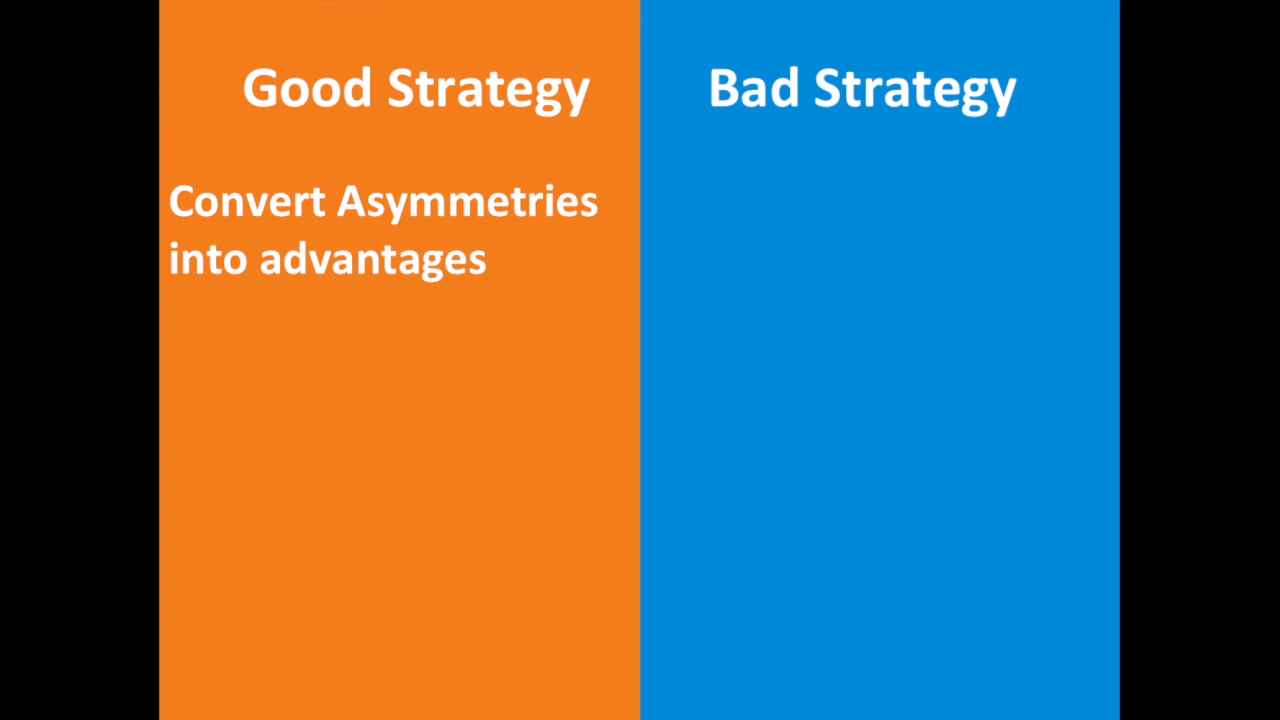 Good Strategy
Bad Strategy
Convert Asymmetries
into advantages